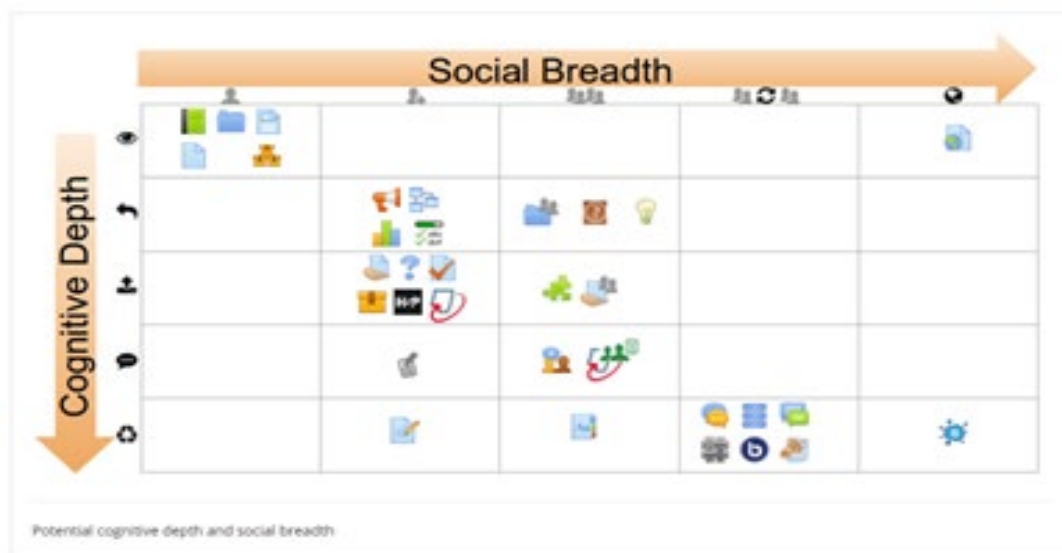 Social Breadth
Cognitive Depth
H-P
b
Potential cognitive depth and social breadth